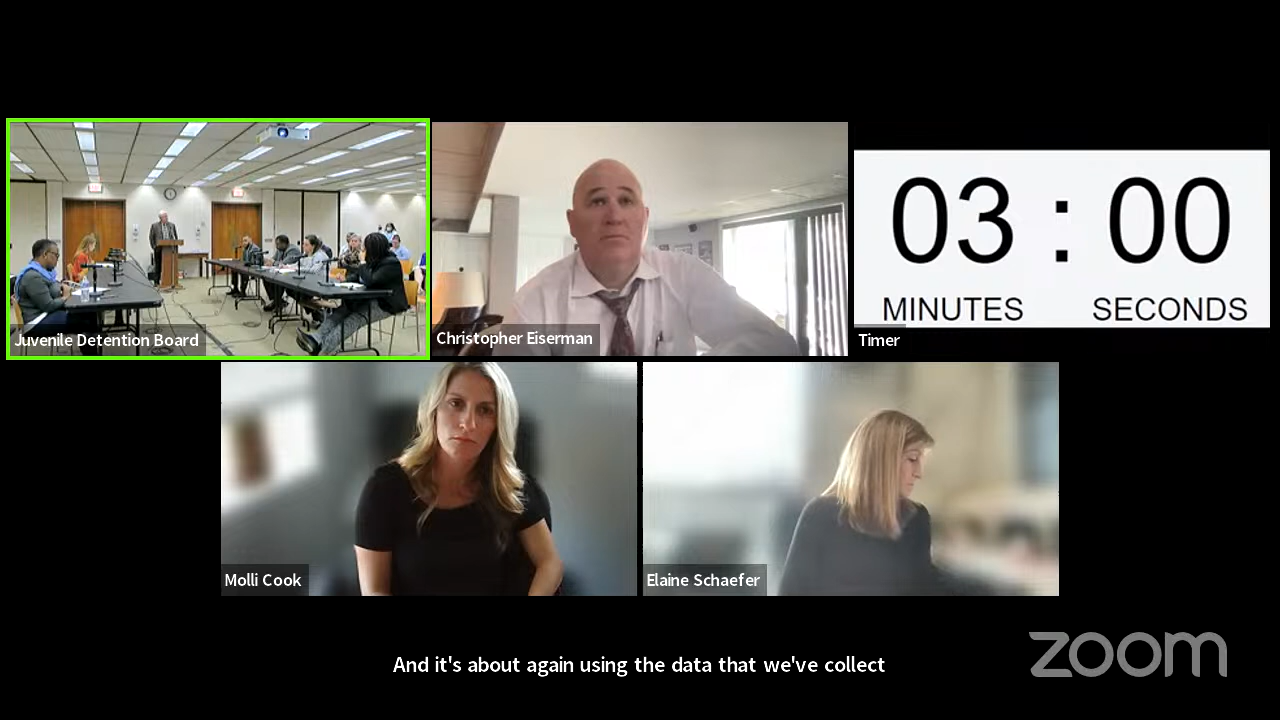 03 : 00
MINUTES SECONDS
Juvenile Detention Board
Christopher Eiserman
Timer
Molli Cook
Elaine Schaefer
And it's about again using the data that we've collect
zoom